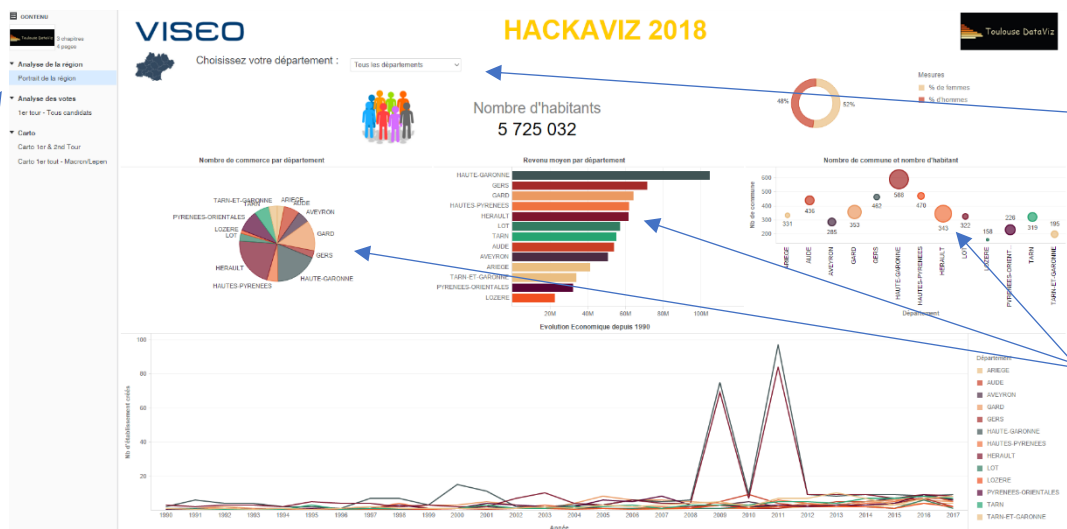 CONTENU
Toulouse DataViz
3 chapitres
4 pages
Analyse de la région
Portrait de la région
Analyse des votes
1er tour - Tous candidats
Carto
Carto 1er & 2nd Tour
Carto 1er tout - Macron/Lepen
VISEO
HACKAVIZ 2018
Toulouse DataViz
Choisissez votre département :
Tous les départements
Nombre d'habitants
5 725 032
48%
52%
Mesures
% de femmes
% d'hommes
Nombre de commerce par département
TARN-ET-GARONNE
ARIEGE
TARN
AUDE
PYRENEES-ORIENTALES
AVEYRON
LOZERE
LOT
GARD
GERS
HERAULT
HAUTE-GARONNE
HAUTES-PYRENEES
Revenu moyen par département
HAUTE-GARONNE
GERS
GARD
HAUTES-PYRENEES
HERAULT
LOT
TARN
AUDE
AVEYRON
ARIEGE
TARN-ET-GARONNE
PYRENEES-ORIENTALES
LOZERE
20M
40M
60M
80M
100M
Nombre de commune et nombre d'habitant
Nb de commune
600
500
400
300
200
331
436
285
353
462
586
470
343
322
158
226
319
195
ARIEGE
AUDE
AVEYRON
GARD
GERS
HAUTE-GARONNE
HAUTES-PYRENEES
HERAULT
LOT
LOZERE
PYRENEES-ORIENT...
TARN
TARN-ET-GARONNE
Département
Evolution Economique depuis 1990
Nb d'établissement créés
100
80
60
40
20
1990
1991
1992
1993
1994
1995
1996
1997
1998
1999
2000
2001
2002
2003
2004
2005
2006
2007
2008
2009
2010
2011
2012
2013
2014
2015
2016
2017
Année
Département
ARIEGE
AUDE
AVEYRON
GARD
GERS
HAUTE-GARONNE
HAUTES-PYRENEES
HERAULT
LOT
LOZERE
PYRENEES-ORIENTALES
TARN
TARN-ET-GARONNE